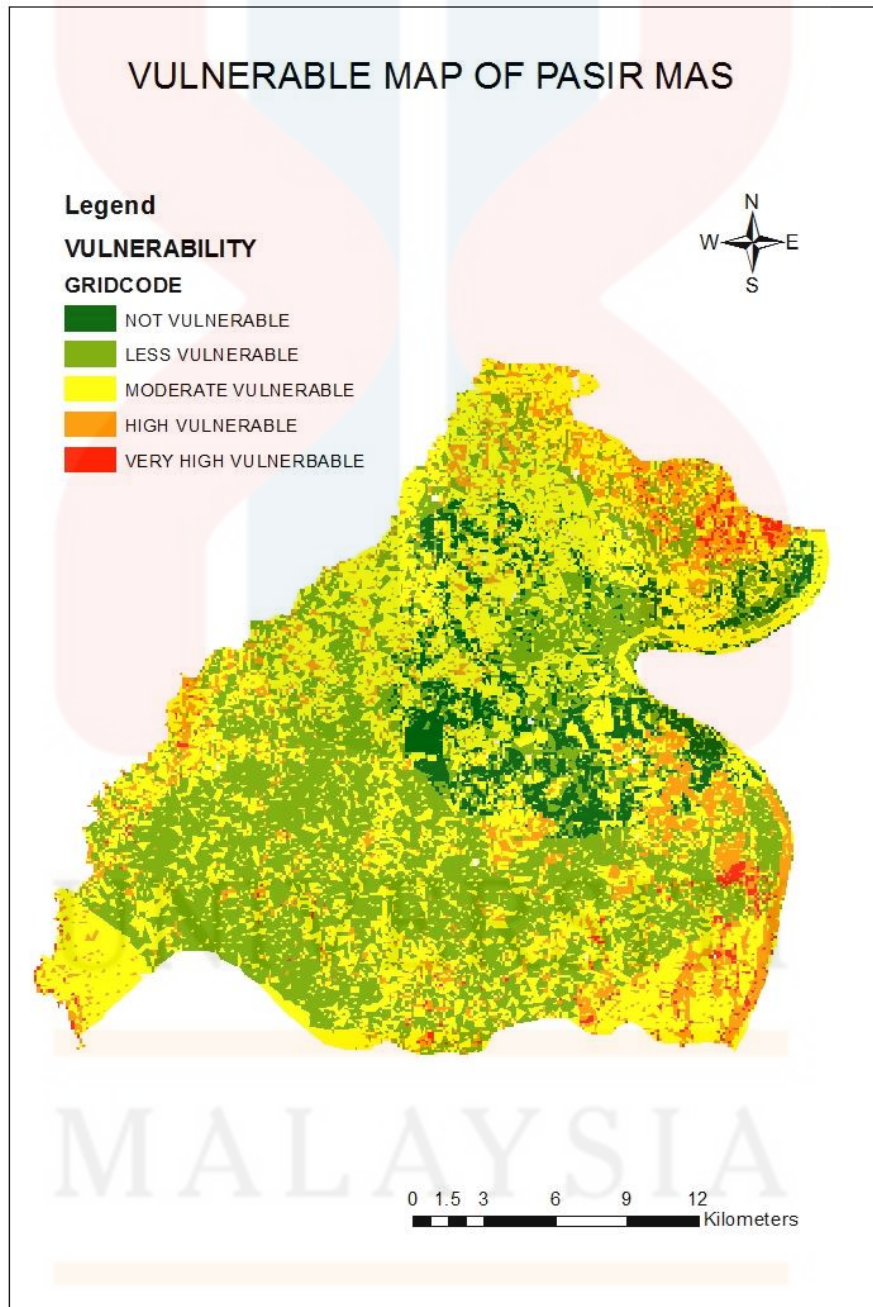 VULNERABLE MAP OF PASIR MAS
Legend
VULNERABILITY
GRIDCODE
NOT VULNERABLE
LESS VULNERABLE
MODERATE VULNERABLE
HIGH VULNERABLE
VERY HIGH VULNERBABLE
N
W E
S
MALAYSIA
0 1.5 3 6 9 12
Kilometers